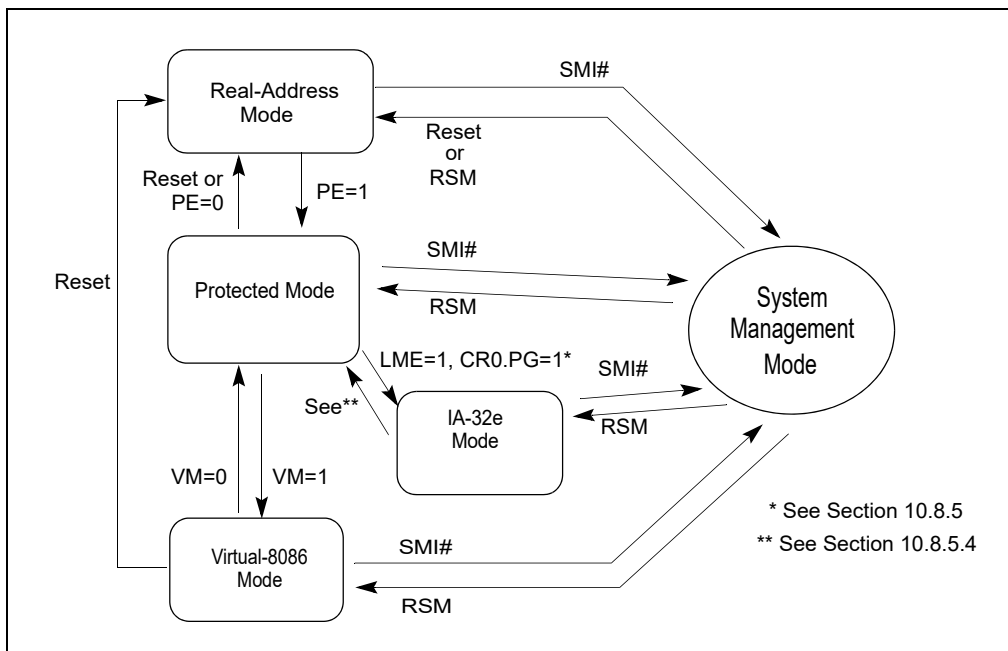 SMI#
Real-Address
Mode
Reset
or
RSM
Reset or
PE=0
PE=1
SMI#
Reset
Protected Mode
RSM
System
Management
Mode
LME=1, CR0.PG=1*
SMI#
See**
IA-32e
Mode
RSM
VM=0
VM=1
* See Section 10.8.5
** See Section 10.8.5.4
Virtual-8086
Mode
SMI#
RSM